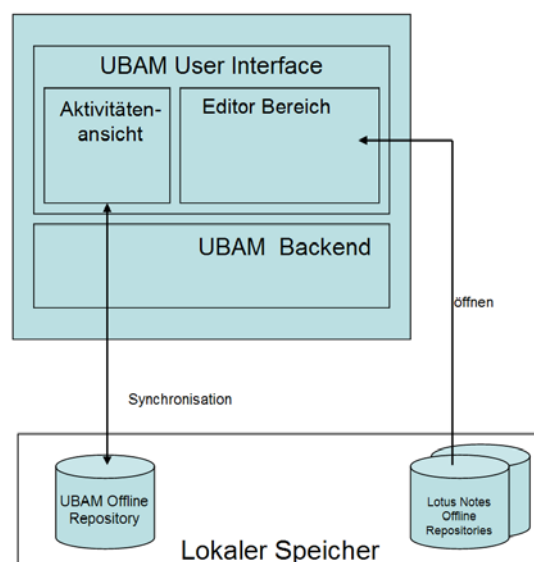 UBAM User Interface
Aktivitäten-
ansicht
Editor Bereich
UBAM Backend
öffnen
Synchronisation
UBAM Offline
Repository
Lotus Notes
Offline
Repositories
Lokaler Speicher